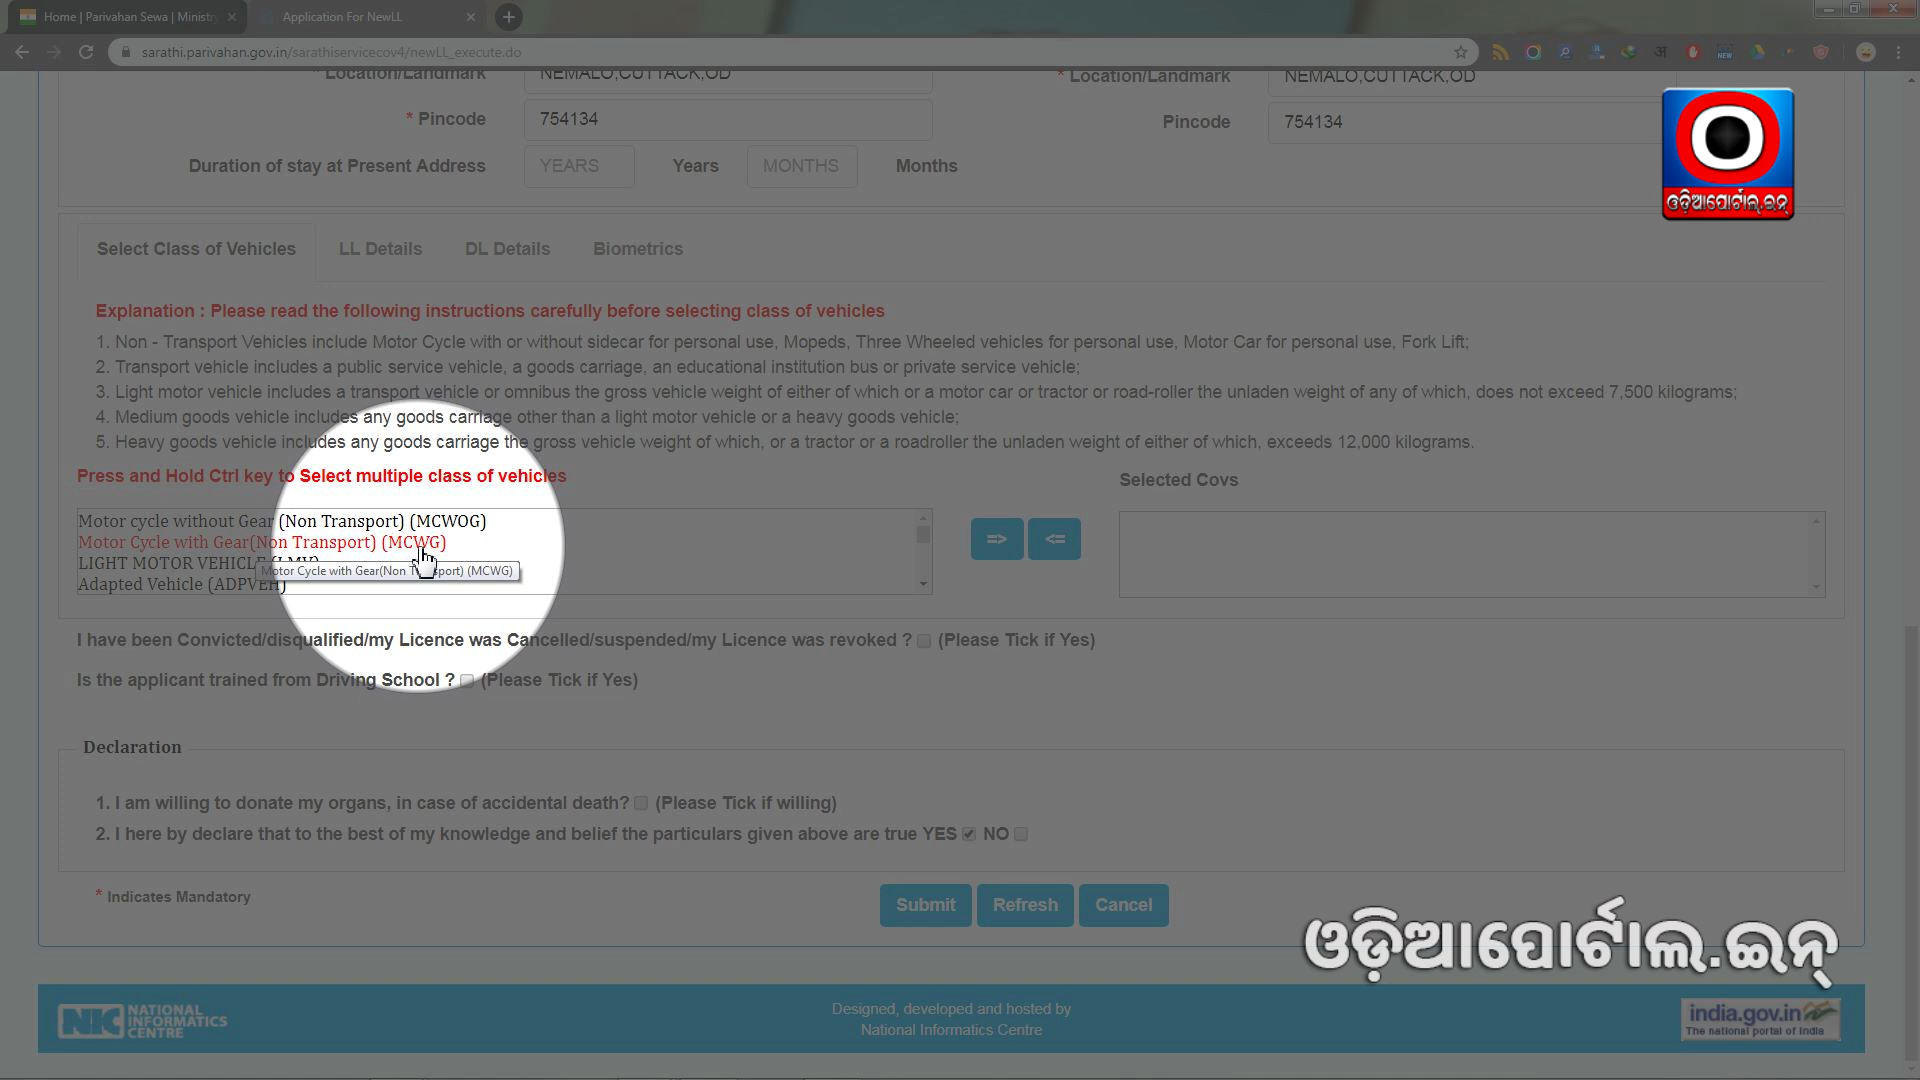 Home | Parivahan Sewa | Ministry
Application For NewLL
sarathi.parivahan.gov.in/sarathiservicecov4/newLL_execute.do
* Location/Landmark NEMALO,CUTTACK,OD * Location/Landmark NEMALO,CUTTACK,OD
* Pincode 754134 Pincode 754134
Duration of stay at Present Address YEARS Years MONTHS Months
ଓଡ଼ିଆପୋର୍ଟାଲ.ଇନ୍
Select Class of Vehicles LL Details DL Details Biometrics
Explanation : Please read the following instructions carefully before selecting class of vehicles
1. Non - Transport Vehicles include Motor Cycle with or without sidecar for personal use, Mopeds, Three Wheeled vehicles for personal use, Motor Car for personal use, Fork Lift;
2. Transport vehicle includes a public service vehicle, a goods carriage, an educational institution bus or private service vehicle;
3. Light motor vehicle includes a transport vehicle or omnibus the gross vehicle weight of either of which or a motor car or tractor or road-roller the unladen weight of any of which, does not exceed 7,500 kilograms;
4. Medium goods vehicle includes any goods carriage other than a light motor vehicle or a heavy goods vehicle;
5. Heavy goods vehicle includes any goods carriage the gross vehicle weight of which, or a tractor or a roadroller the unladen weight of either of which, exceeds 12,000 kilograms.
Press and Hold Ctrl key to Select multiple class of vehicles
Selected Covs
Motor cycle without Gear (Non Transport) (MCWOG)
Motor Cycle with Gear(Non Transport) (MCWG)
=> <=
LIGHT MOTOR VEHICLE (LMV)
Motor Cycle with Gear(Non Transport) (MCWG)
Adapted Vehicle (ADPVEH)
I have been Convicted/disqualified/my Licence was Cancelled/suspended/my Licence was revoked ? (Please Tick if Yes)
Is the applicant trained from Driving School ? (Please Tick if Yes)
Declaration
1. I am willing to donate my organs, in case of accidental death? (Please Tick if willing)
2. I here by declare that to the best of my knowledge and belief the particulars given above are true YES NO
* Indicates Mandatory
Submit Refresh Cancel
ଓଡ଼ିଆପୋର୍ଟାଲ.ଇନ୍
NIC NATIONAL INFORMATICS CENTRE
Designed, developed and hosted by
National Informatics Centre
india.gov.in
The national portal of India